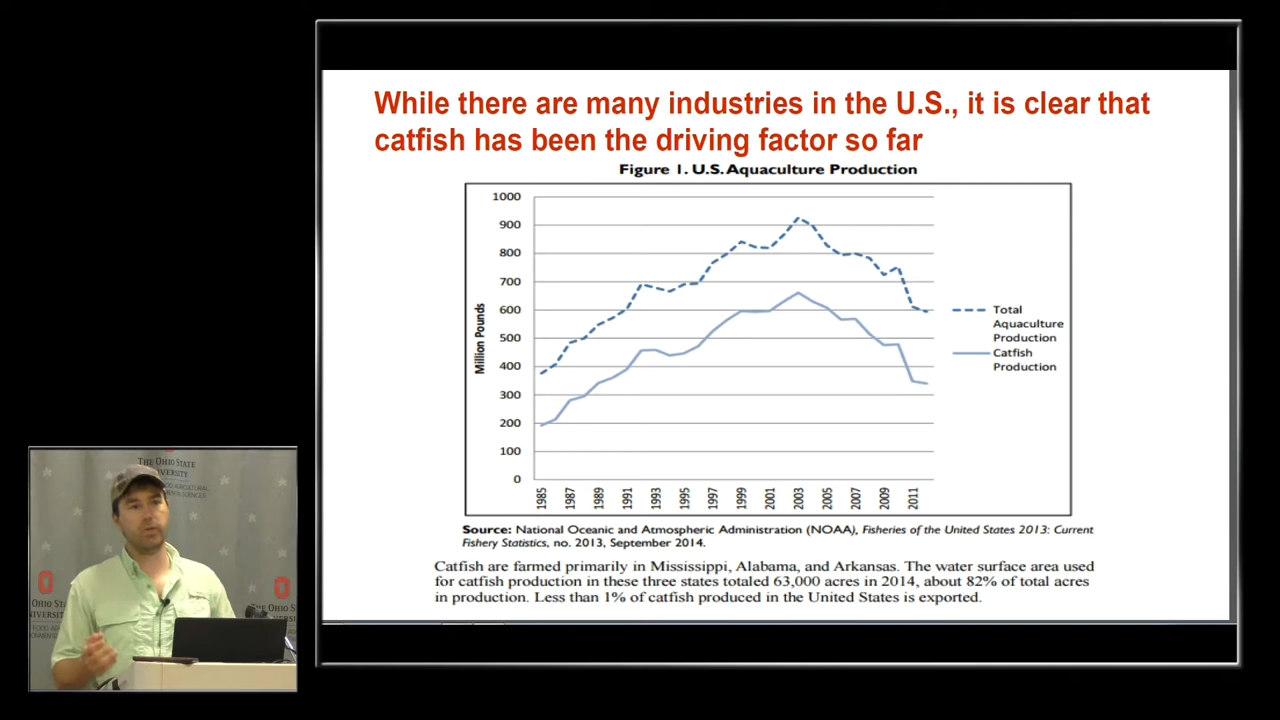 While there are many industries in the U.S., it is clear that
catfish has been the driving factor so far
Figure 1. U.S. Aquaculture Production
1000
900
800
700
600
500
400
300
200
100
0
Million Pounds
1985
1987
1989
1991
1993
1995
1997
1999
2001
2003
2005
2007
2009
2011
Total
Aquaculture
Production
Catfish
Production
Source: National Oceanic and Atmospheric Administration (NOAA), Fisheries of the United States 2013: Current
Fishery Statistics, no. 2013, September 2014.
Catfish are farmed primarily in Mississippi, Alabama, and Arkansas. The water surface area used
for catfish production in these three states totaled 63,000 acres in 2014, about 82% of total acres
in production. Less than 1% of catfish produced in the United States is exported.
THE OHIO STATE
UNIVERSITY
OHIO STATE